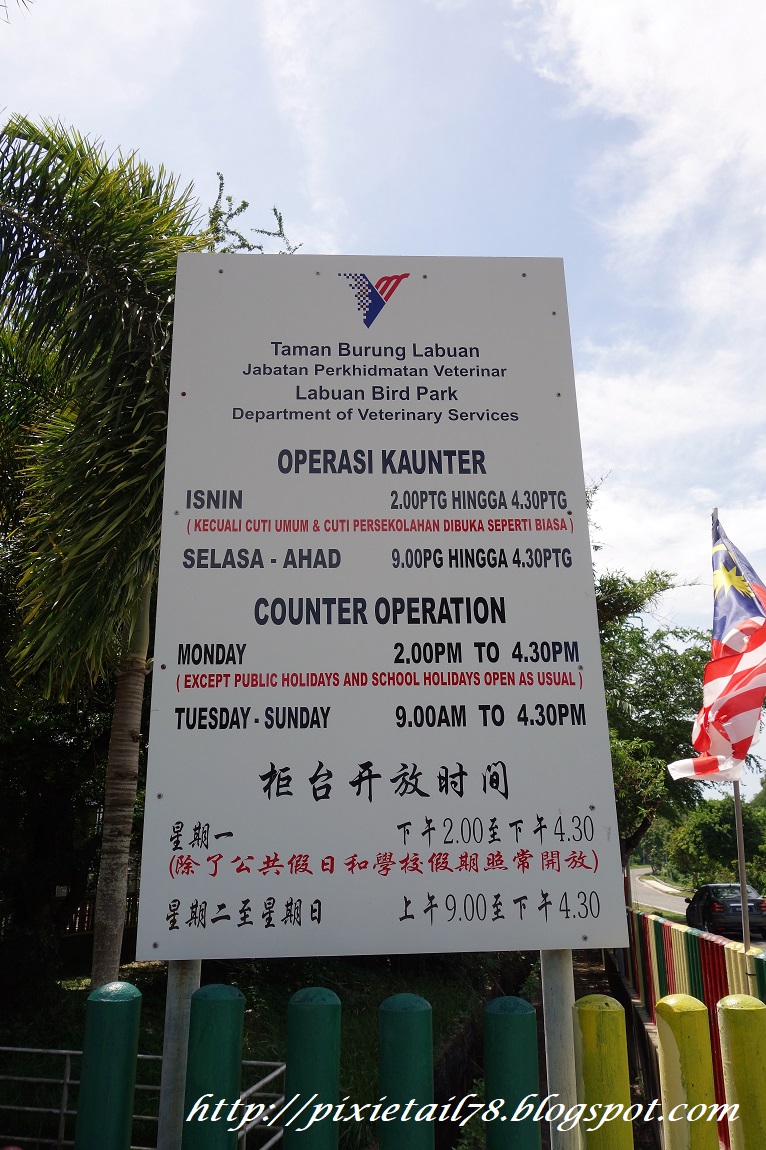 Taman Burung Labuan
Jabatan Perkhidmatan Veterinar
Labuan Bird Park
Department of Veterinary Services
OPERASI KAUNTER
ISNIN 2.00PTG HINGGA 4.30PTG
( KECUALI CUTI UMUM & CUTI PERSEKOLAHAN DIBUKA SEPERTI BIASA )
SELASA - AHAD 9.00PG HINGGA 4.30PTG
COUNTER OPERATION
MONDAY 2.00PM TO 4.30PM
( EXCEPT PUBLIC HOLIDAYS AND SCHOOL HOLIDAYS OPEN AS USUAL )
TUESDAY - SUNDAY 9.00AM TO 4.30PM
柜台开放时间
星期一 下午2.00至下午4.30
(除了公共假日和學校假期照常開放)
星期二至星期日 上午9.00至下午4.30
http://pixietail78.blogspot.com